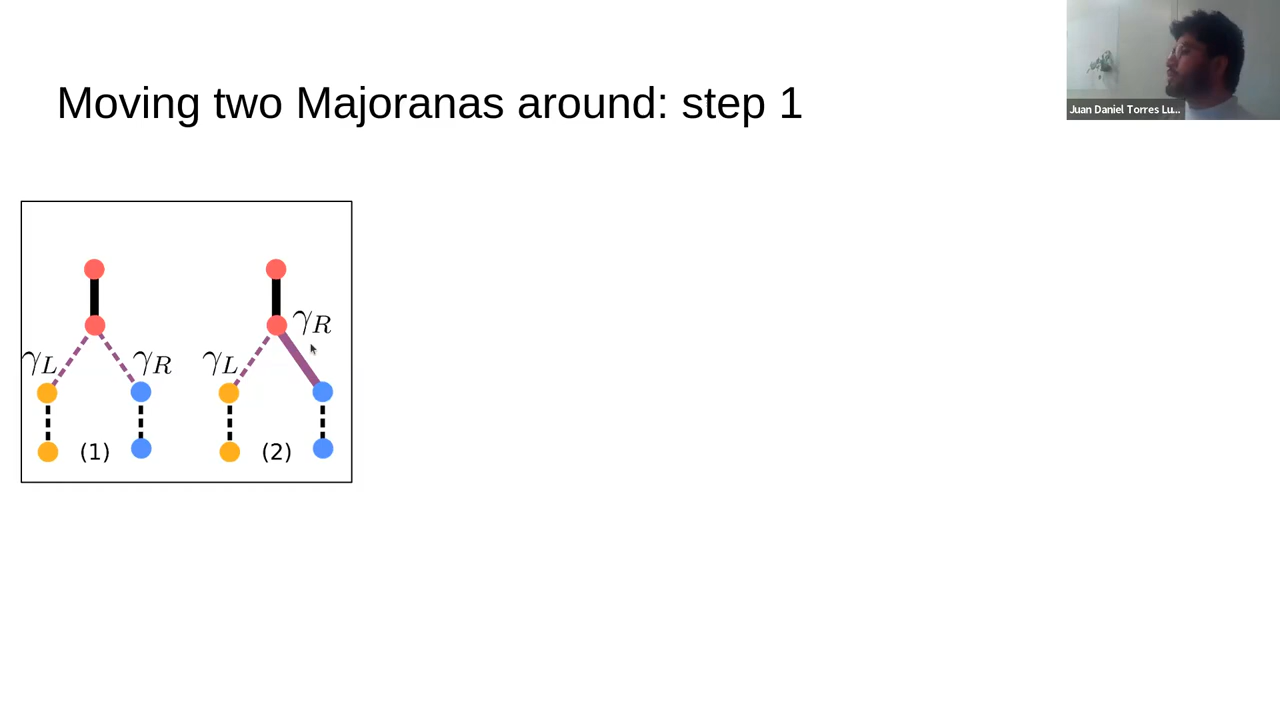 Moving two Majoranas around: step 1
Juan Daniel Torres Lu...
γR
γL γR γL
(1) (2)